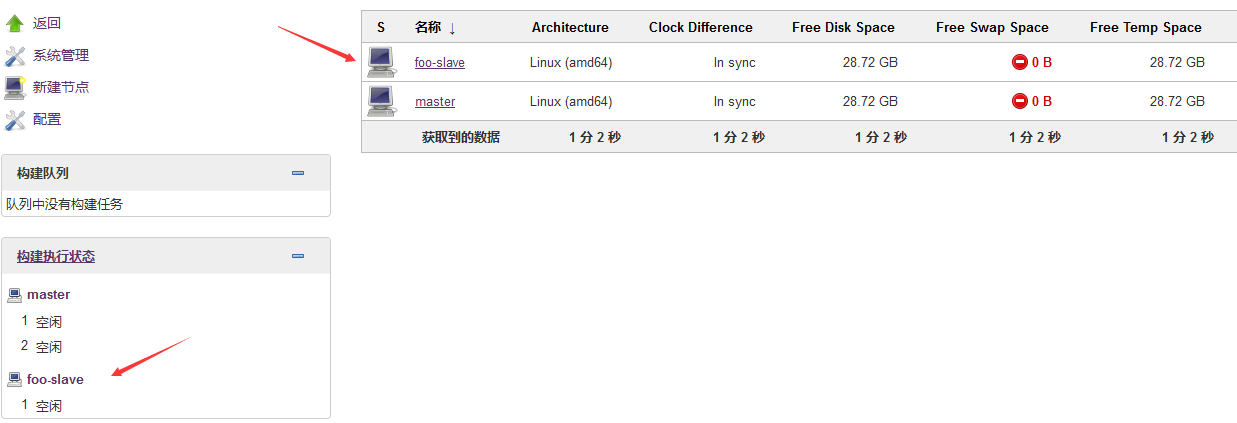 返回
系统管理
新建节点
配置
构建队列
队列中没有构建任务
构建执行状态
master
1 空闲
2 空闲
foo-slave
1 空闲
S 名称 ↓ Architecture Clock Difference Free Disk Space Free Swap Space Free Temp Space
foo-slave Linux (amd64) In sync 28.72 GB 0 B 28.72 GB
master Linux (amd64) In sync 28.72 GB 0 B 28.72 GB
获取到的数据 1 分 2 秒 1 分 2 秒 1 分 2 秒 1 分 2 秒 1 分 2 秒